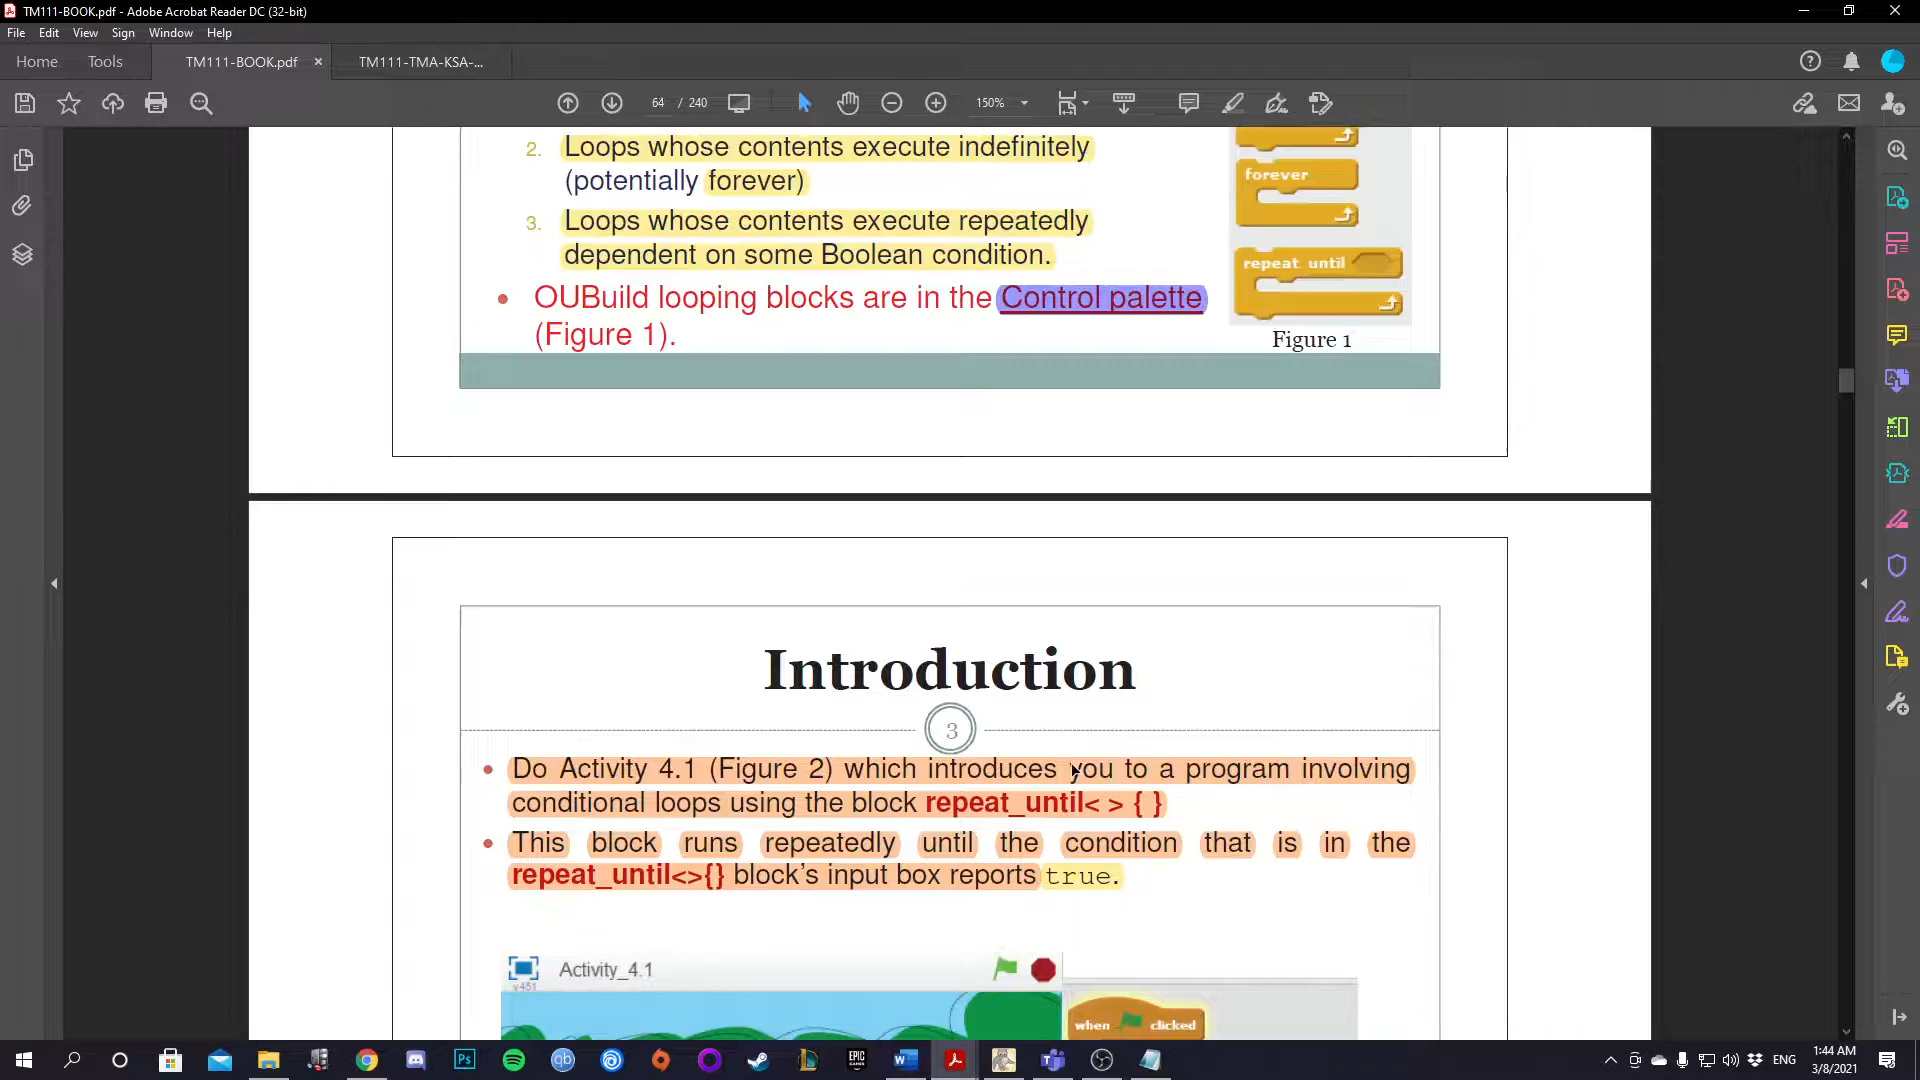 TM111-BOOK.pdf - Adobe Acrobat Reader DC (32-bit)
File Edit View Sign Window Help
Home Tools TM111-BOOK.pdf × TM111-TMA-KSA-...
64 / 240 150%
2. Loops whose contents execute indefinitely
(potentially forever)
3. Loops whose contents execute repeatedly
dependent on some Boolean condition.
• OUBuild looping blocks are in the Control palette
(Figure 1).
forever
repeat until
Figure 1
Introduction
3
• Do Activity 4.1 (Figure 2) which introduces you to a program involving
conditional loops using the block repeat_until< > { }
• This block runs repeatedly until the condition that is in the
repeat_until<>{} block’s input box reports true.
Activity_4.1
v451
when clicked
Ps
qb
EPIC
GAMES
ENG
1:44 AM
3/8/2021